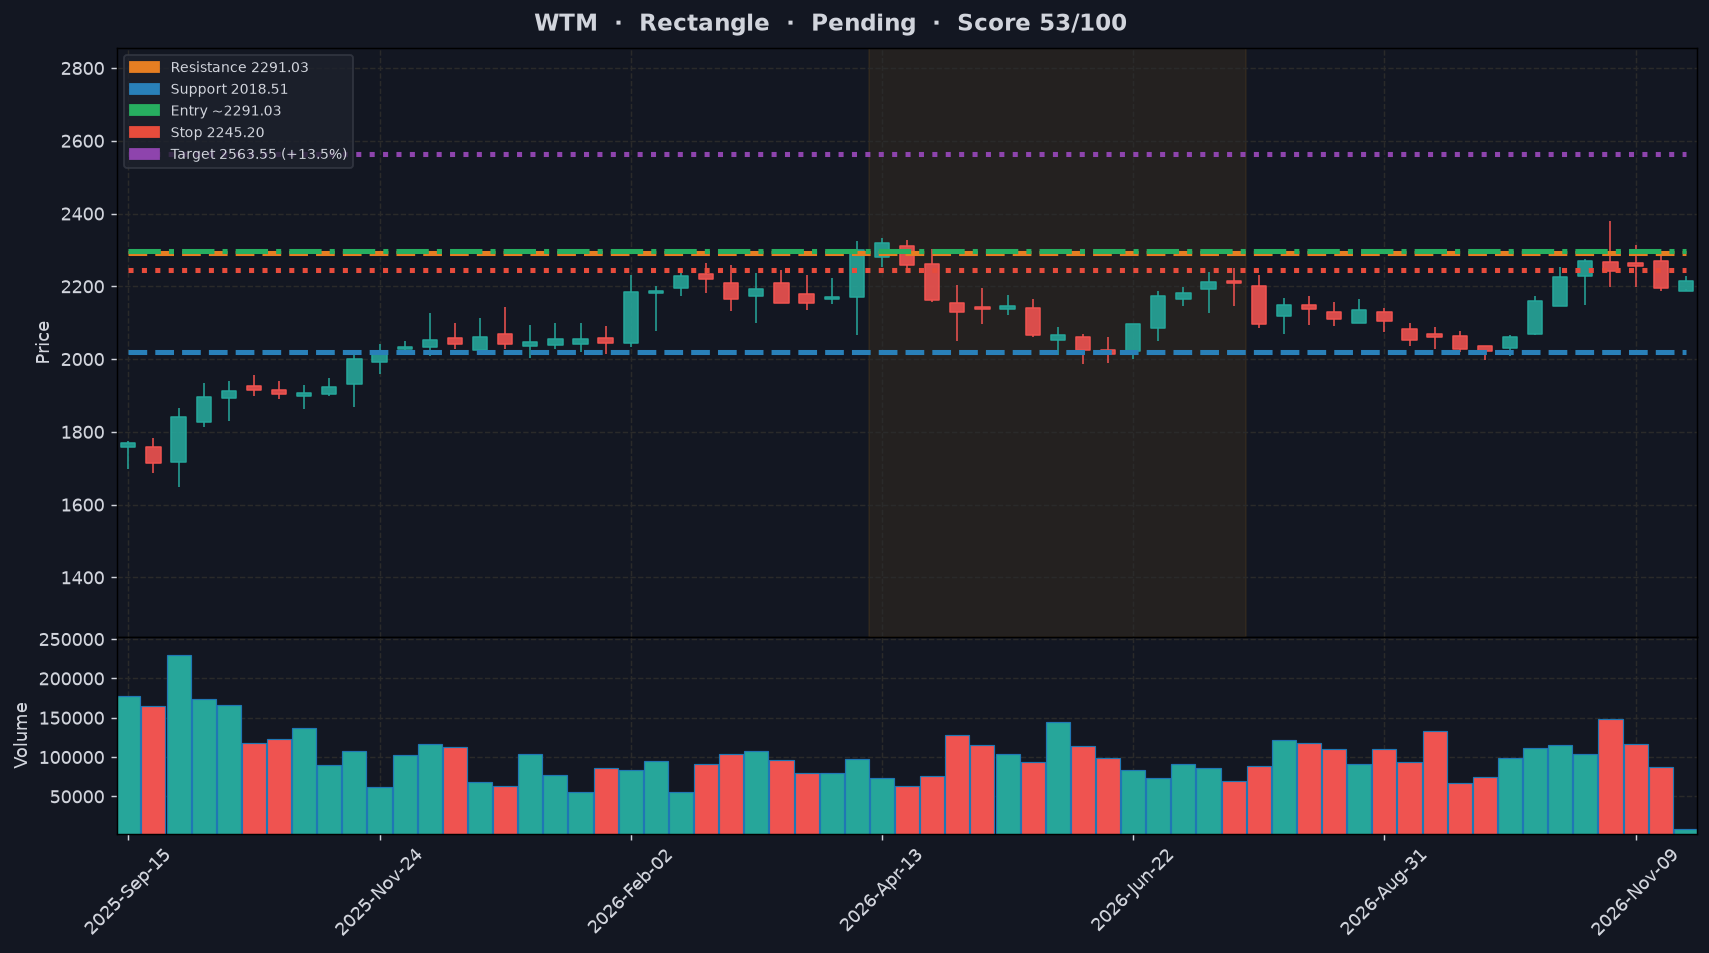 WTM · Rectangle · Pending · Score 53/100
Resistance 2291.03
Support 2018.51
Entry ~2291.03
Stop 2245.20
Target 2563.55 (+13.5%)
Price
2800
2600
2400
2200
2000
1800
1600
1400
Volume
250000
200000
150000
100000
50000
2025-Sep-15
2025-Nov-24
2026-Feb-02
2026-Apr-13
2026-Jun-22
2026-Aug-31
2026-Nov-09